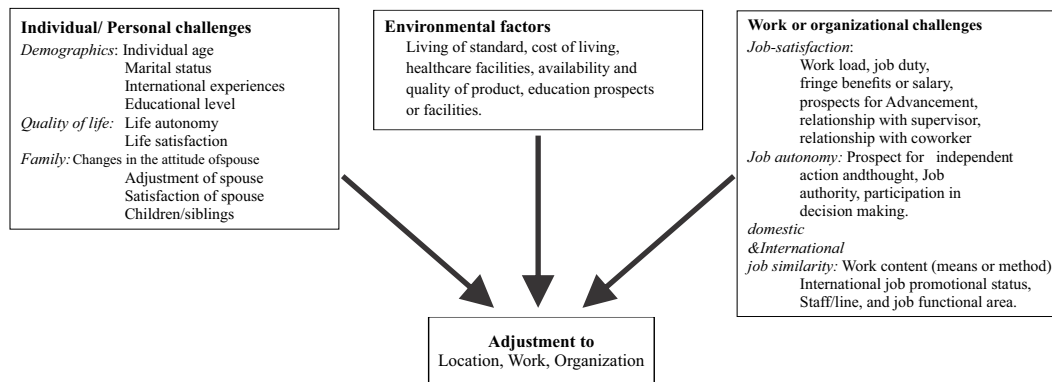 Individual/ Personal challenges
Demographics: Individual age
Marital status
International experiences
Educational level
Quality of life: Life autonomy
Life satisfaction
Family: Changes in the attitude ofspouse
Adjustment of spouse
Satisfaction of spouse
Children/siblings
Environmental factors
Living of standard, cost of living,
healthcare facilities, availability and
quality of product, education prospects
or facilities.
Work or organizational challenges
Job-satisfaction:
Work load, job duty,
fringe benefits or salary,
prospects for Advancement,
relationship with supervisor,
relationship with coworker
Job autonomy: Prospect for independent
action andthought, Job
authority, participation in
decision making.
domestic
&International
job similarity: Work content (means or method)
International job promotional status,
Staff/line, and job functional area.
Adjustment to
Location, Work, Organization